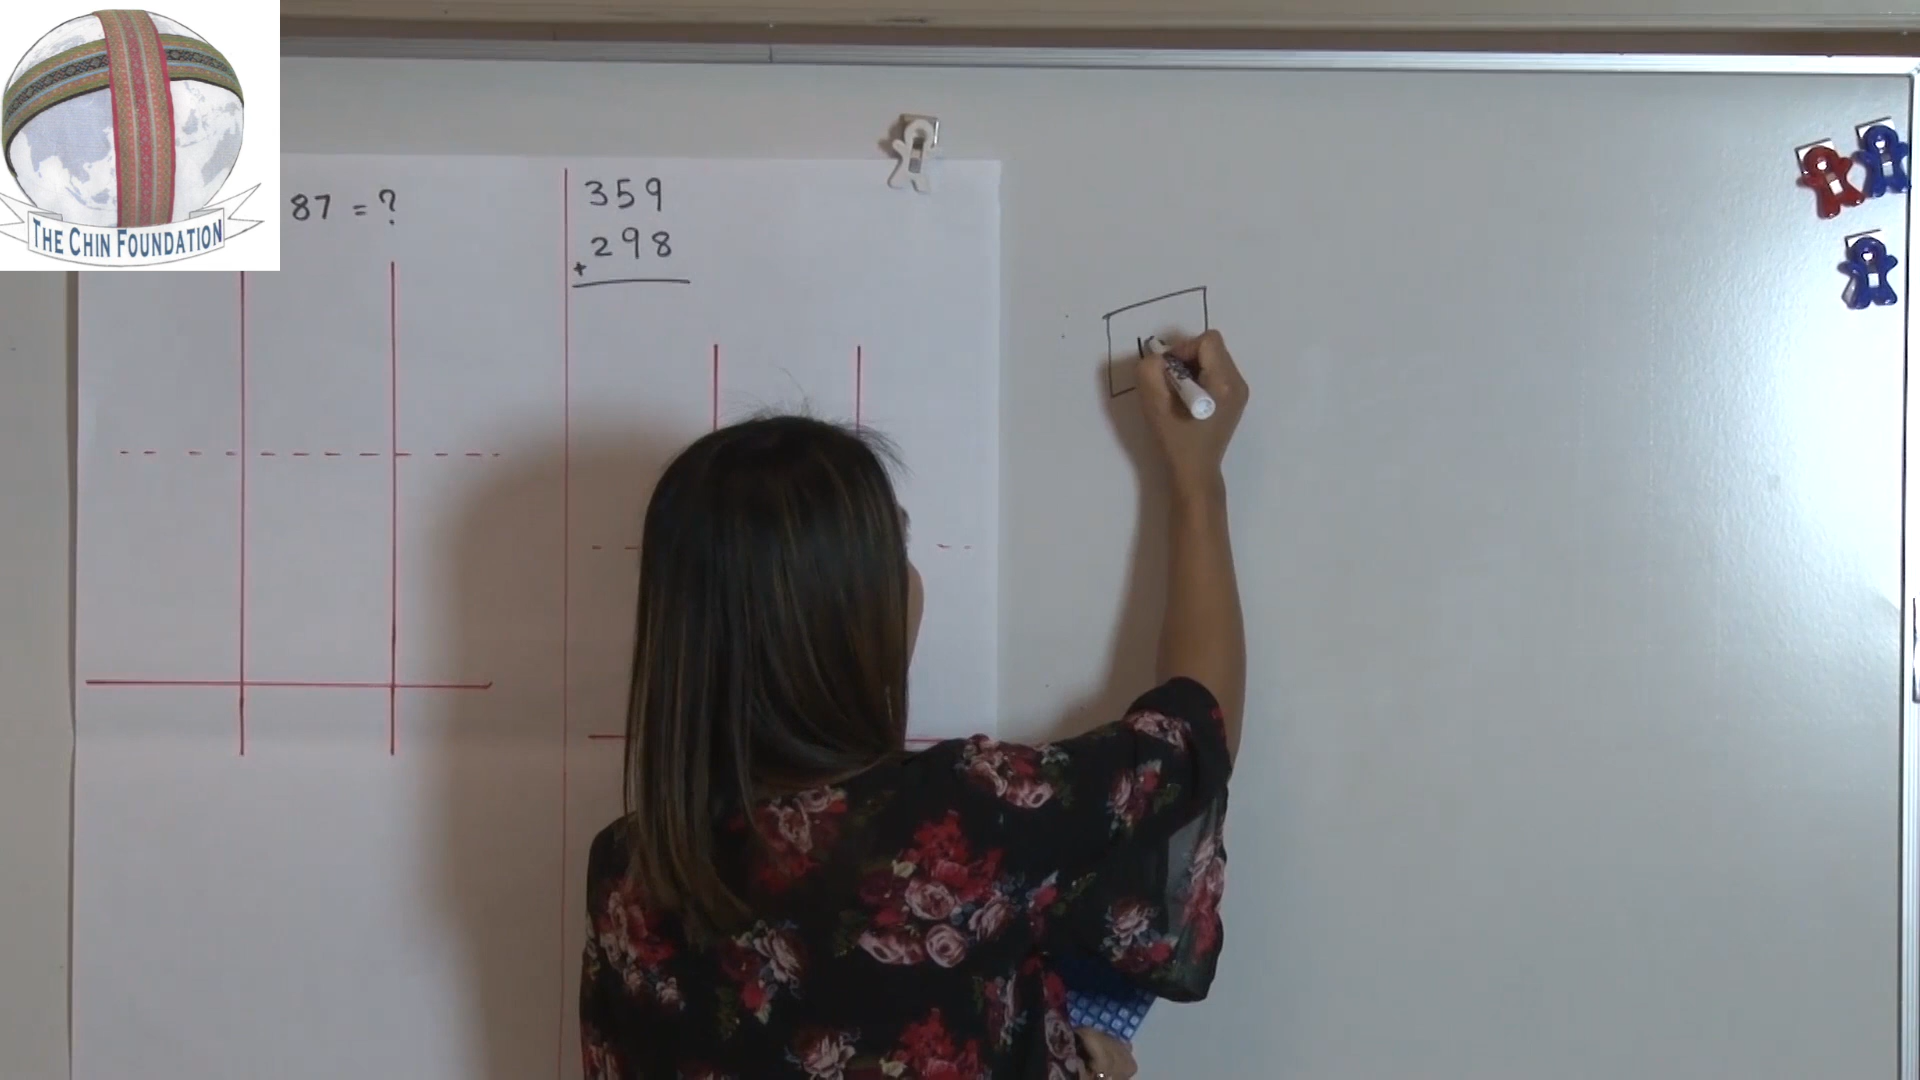 THE CHIN FOUNDATION
87 = ?
359
298
+